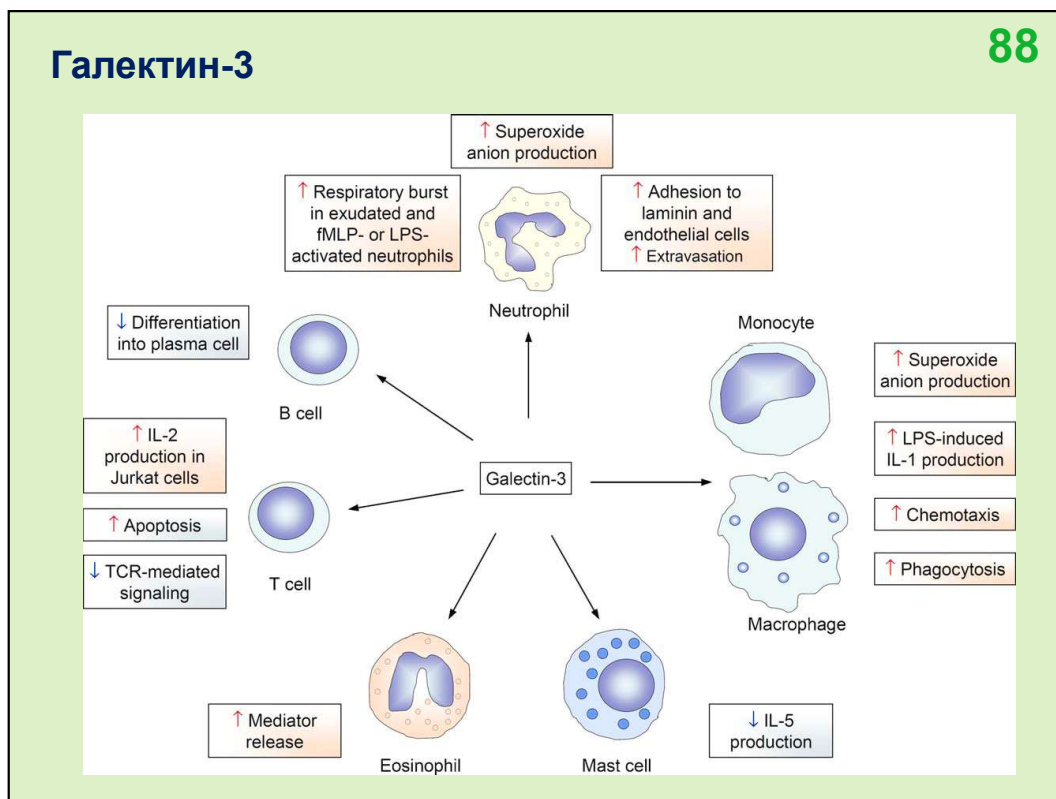 Галектин-3
88
↑ Superoxide
anion production
↑ Respiratory burst
in exudated and
fMLP- or LPS-
activated neutrophils
↑ Adhesion to
laminin and
endothelial cells
↑ Extravasation
Neutrophil
↓ Differentiation
into plasma cell
B cell
Monocyte
↑ Superoxide
anion production
↑ IL-2
production in
Jurkat cells
↑ Apoptosis
↓ TCR-mediated
signaling
T cell
Galectin-3
↑ LPS-induced
IL-1 production
↑ Chemotaxis
↑ Phagocytosis
Macrophage
↑ Mediator
release
Eosinophil
Mast cell
↓ IL-5
production